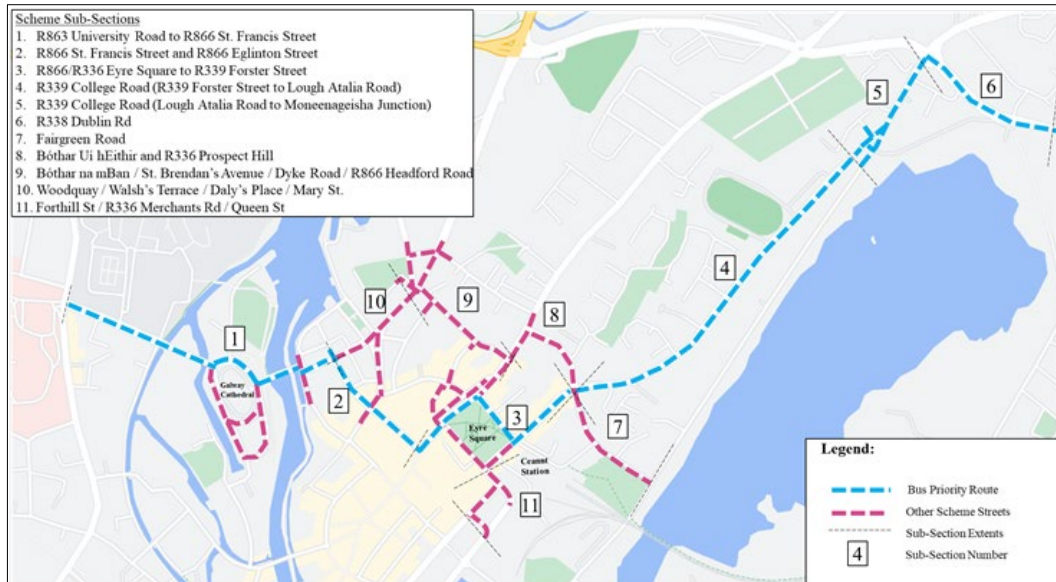 Scheme Sub-Sections
1. R863 University Road to R866 St. Francis Street
2. R866 St. Francis Street and R866 Eglinton Street
3. R866/R336 Eyre Square to R339 Forster Street
4. R339 College Road (R339 Forster Street to Lough Atalia Road)
5. R339 College Road (Lough Atalia Road to Moneenageisha Junction)
6. R338 Dublin Rd
7. Fairgreen Road
8. Bóthar Uí hEithir and R336 Prospect Hill
9. Bóthar na mBan / St. Brendan's Avenue / Dyke Road / R866 Headford Road
10. Woodquay / Walsh's Terrace / Daly's Place / Mary St.
11. Forthill St / R336 Merchants Rd / Queen St
5
6
4
10
9
8
1
Galway
Cathedral
2
3
Eyre
Square
7
Ceannt
Station
11
Legend:
Bus Priority Route
Other Scheme Streets
Sub-Section Extents
4 Sub-Section Number